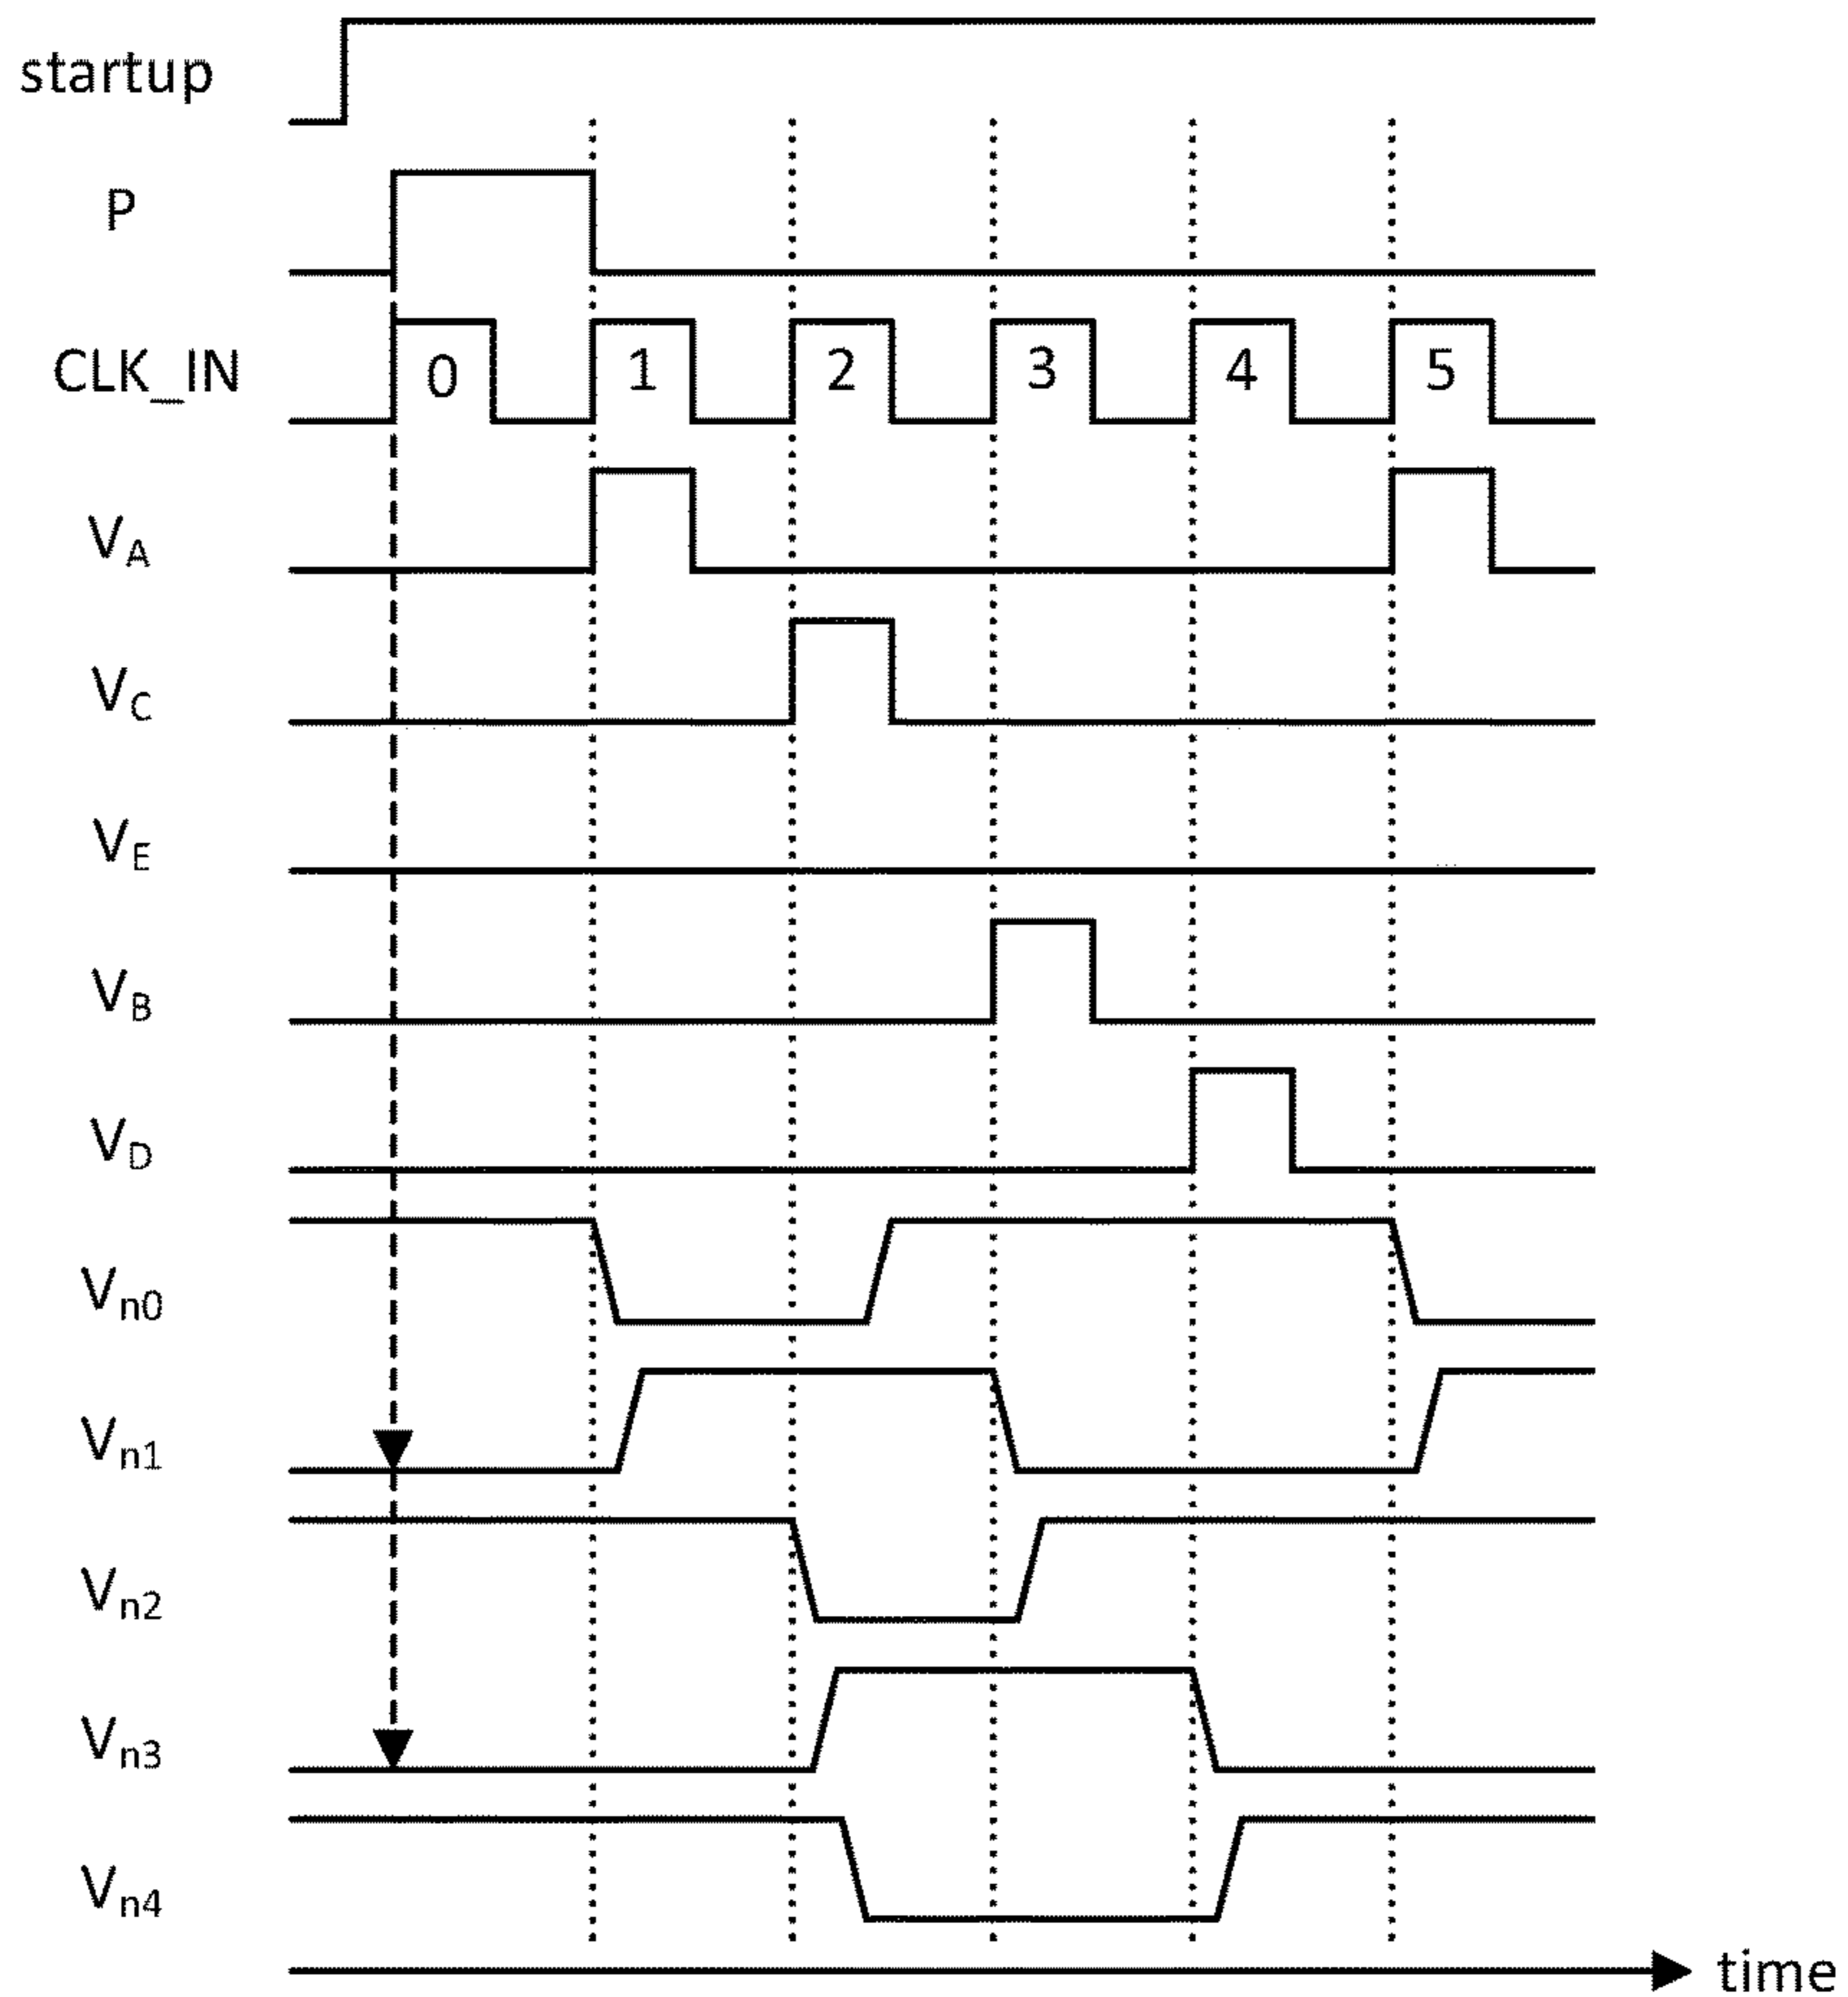 startup
P
CLK_IN
0 1 2 3 4 5
VA
VC
VE
VB
VD
Vn0
Vn1
Vn2
Vn3
Vn4
time